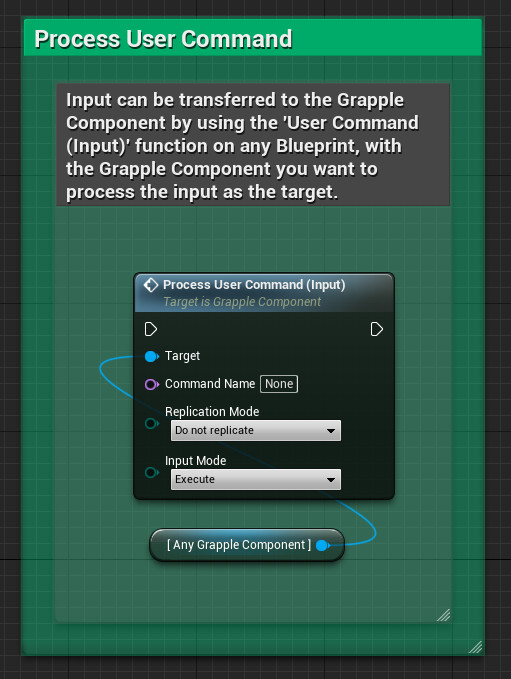 Process User Command
Input can be transferred to the Grapple
Component by using the 'User Command
(Input)' function on any Blueprint, with
the Grapple Component you want to
process the input as the target.
Process User Command (Input)
Target is Grapple Component
Target
Command Name None
Replication Mode
Do not replicate
Input Mode
Execute
[ Any Grapple Component ]